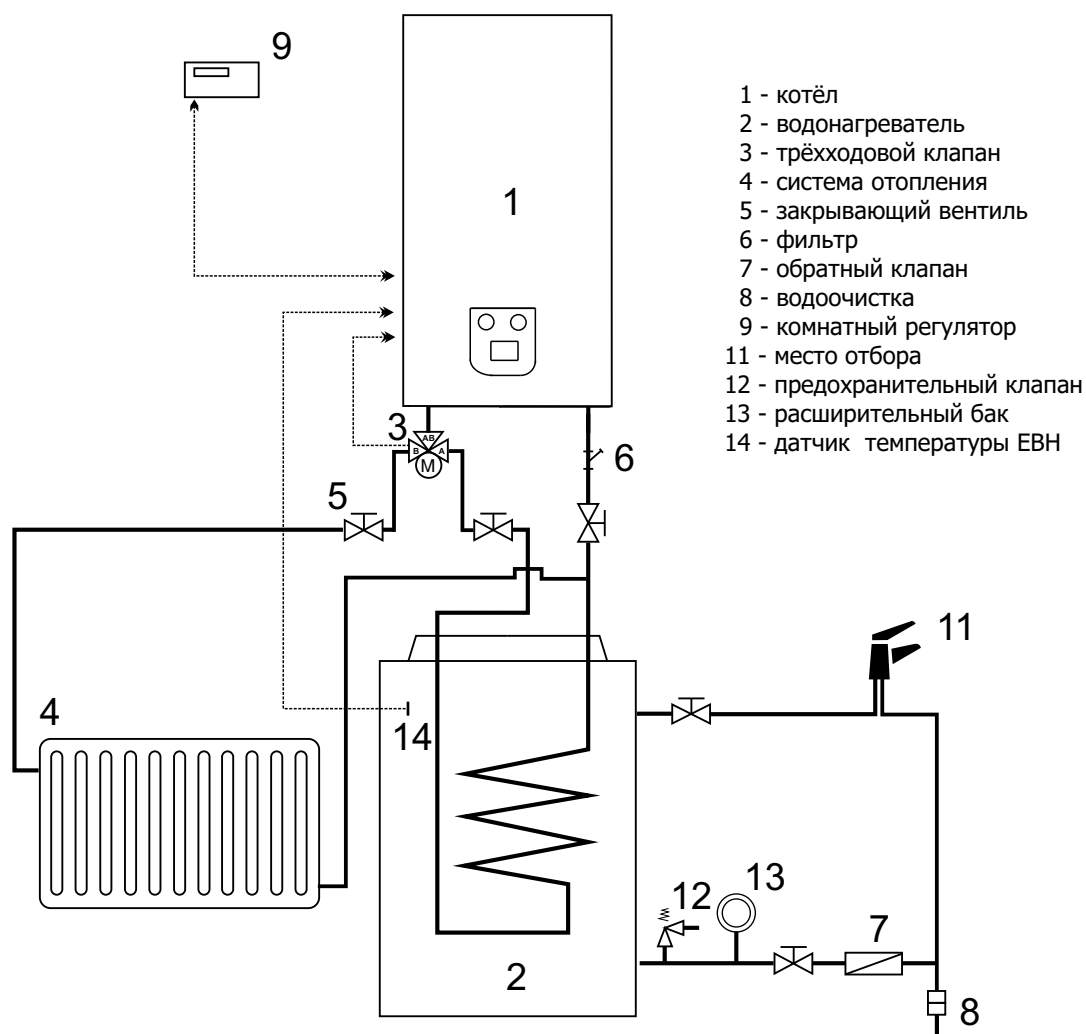 9
1
1 - котёл
2 - водонагреватель
3 - трёхходовой клапан
4 - система отопления
5 - закрывающий вентиль
6 - фильтр
7 - обратный клапан
8 - водоочистка
9 - комнатный регулятор
11 - место отбора
12 - предохранительный клапан
13 - расширительный бак
14 - датчик  температуры ЕВН
3
AB
B A
M
6
5
11
4
14
12
13
7
2
8